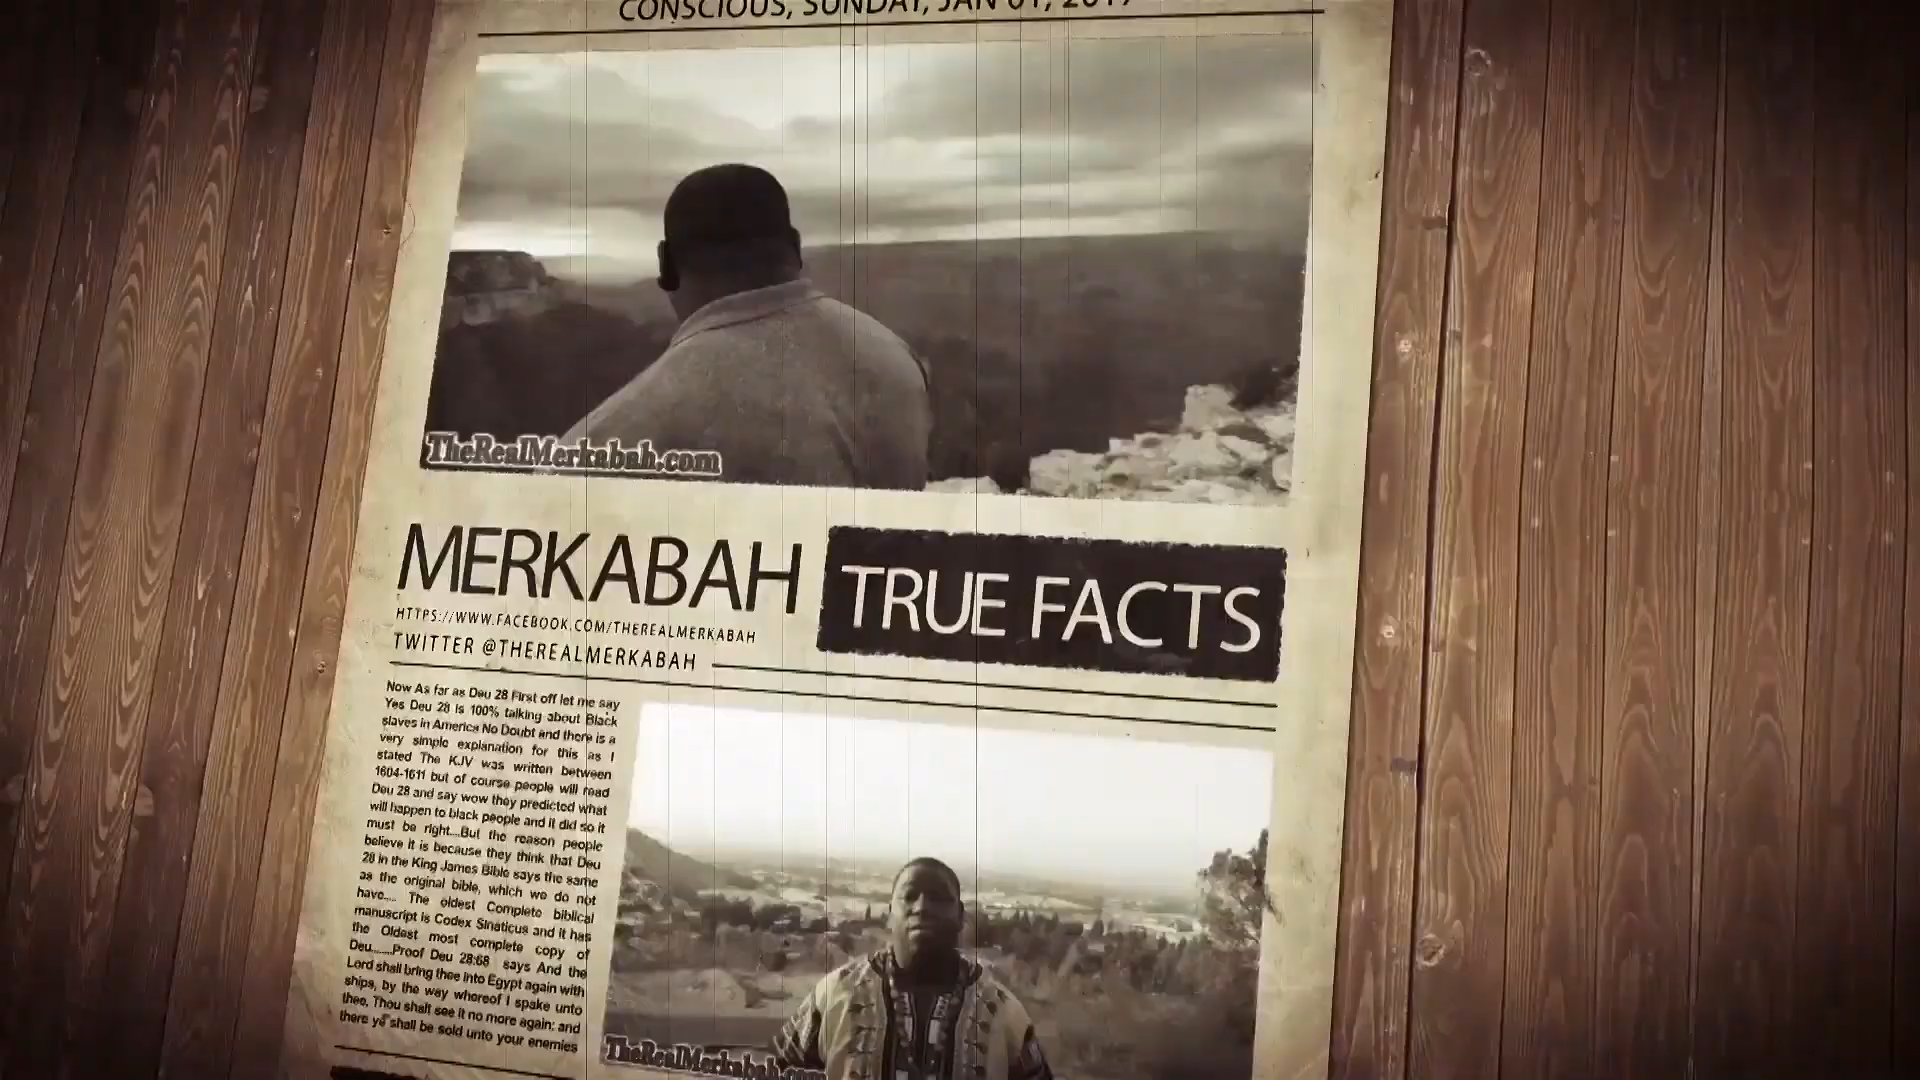 CONSCIOUS, SUNDAY, JAN 01, 2017
TheRealMerkabah.com
MERKABAH TRUE FACTS
HTTPS://WWW.FACEBOOK.COM/THEREALMERKABAH
TWITTER @THEREALMERKABAH
Now As far as Deu 28 First off let me say
Yes Deu 28 is 100% talking about Black
slaves in America No Doubt and there is a
very simple explanation for this as I
stated The KJV was written between
1604-1611 but of course people will read
Deu 28 and say wow they predicted what
will happen to black people and it did so it
must be right....But the reason people
believe it is because they think that Deu
28 in the King James Bible says the same
as the original bible, which we do not
have.... The oldest Complete biblical
manuscript is Codex Sinaticus and it has
the Oldest most complete copy of
Deu.......Proof Deu 28:68 says And the
Lord shall bring thee into Egypt again with
ships, by the way whereof I spake unto
thee, Thou shalt see it no more again: and
there ye shall be sold unto your enemies
TheRealMerkabah.com